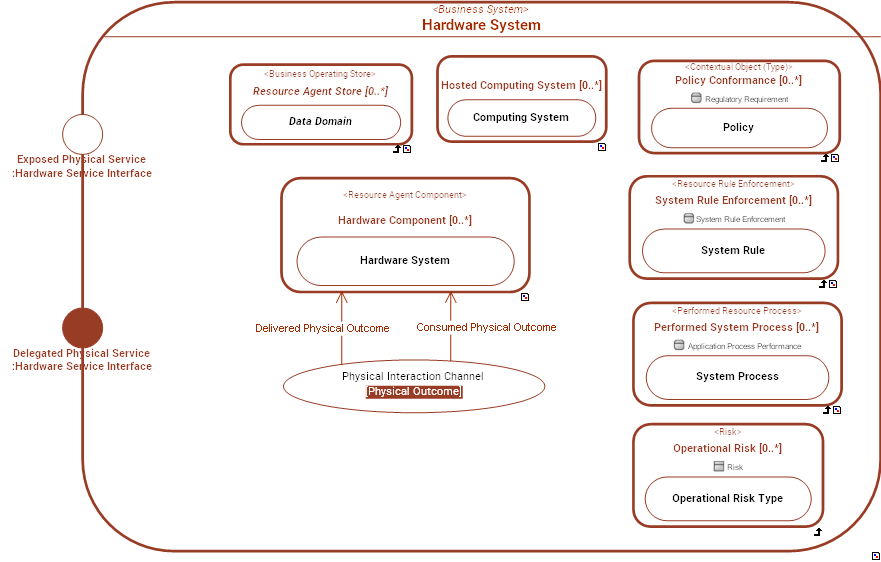 <Business System>
Hardware System
<Business Operating Store>
Resource Agent Store [0..*]
Data Domain
Hosted Computing System [0..*]
Computing System
<Contextual Object (Type)>
Policy Conformance [0..*]
Regulatory Requirement
Policy
Exposed Physical Service
:Hardware Service Interface
<Resource Agent Component>
Hardware Component [0..*]
Hardware System
<Resource Rule Enforcement>
System Rule Enforcement [0..*]
System Rule Enforcement
System Rule
Delegated Physical Service
:Hardware Service Interface
Delivered Physical Outcome
Consumed Physical Outcome
Physical Interaction Channel
[Physical Outcome]
<Performed Resource Process>
Performed System Process [0..*]
Application Process Performance
System Process
<Risk>
Operational Risk [0..*]
Risk
Operational Risk Type